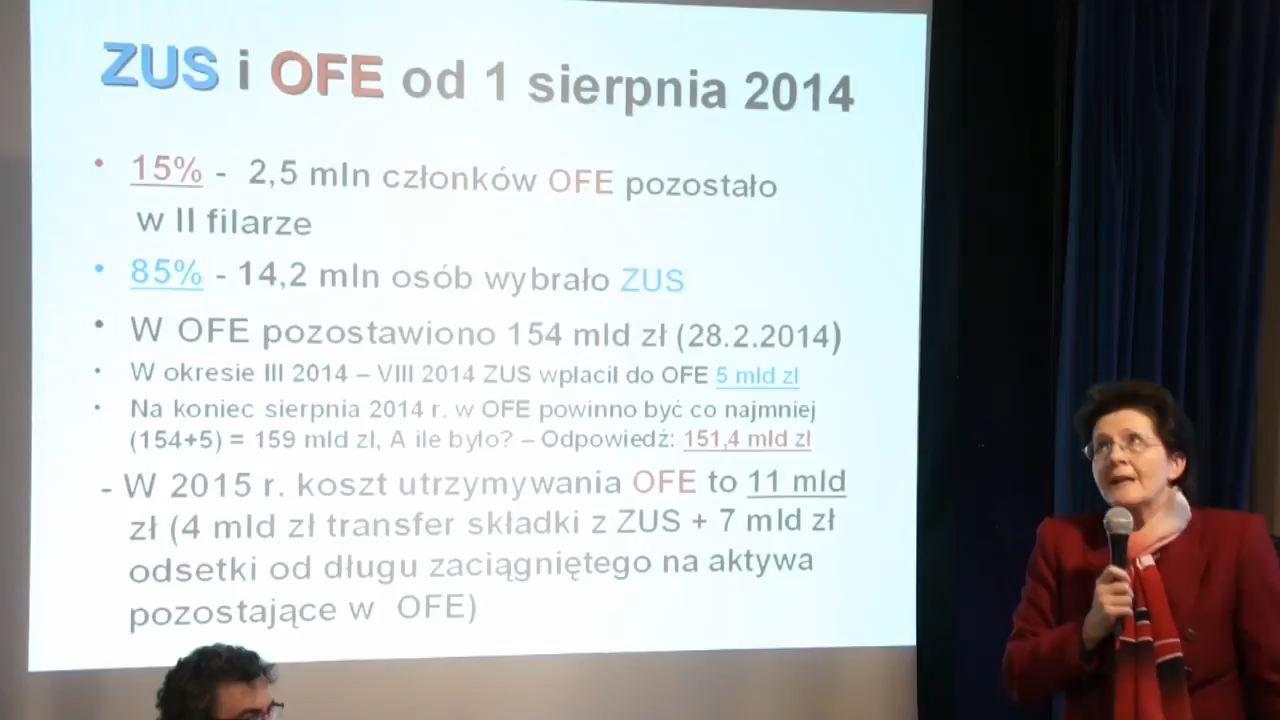 ZUS i OFE od 1 sierpnia 2014
• 15% - 2,5 mln członków OFE pozostało
w II filarze
• 85% - 14,2 mln osób wybrało ZUS
• W OFE pozostawiono 154 mld zł (28.2.2014)
• W okresie III 2014 – VIII 2014 ZUS wpłacił do OFE 5 mld zł
• Na koniec sierpnia 2014 r. w OFE powinno być co najmniej
(154+5) = 159 mld zł, A ile było? – Odpowiedź: 151,4 mld zł
- W 2015 r. koszt utrzymywania OFE to 11 mld
zł (4 mld zł transfer składki z ZUS + 7 mld zł
odsetki od długu zaciągniętego na aktywa
pozostające w OFE)